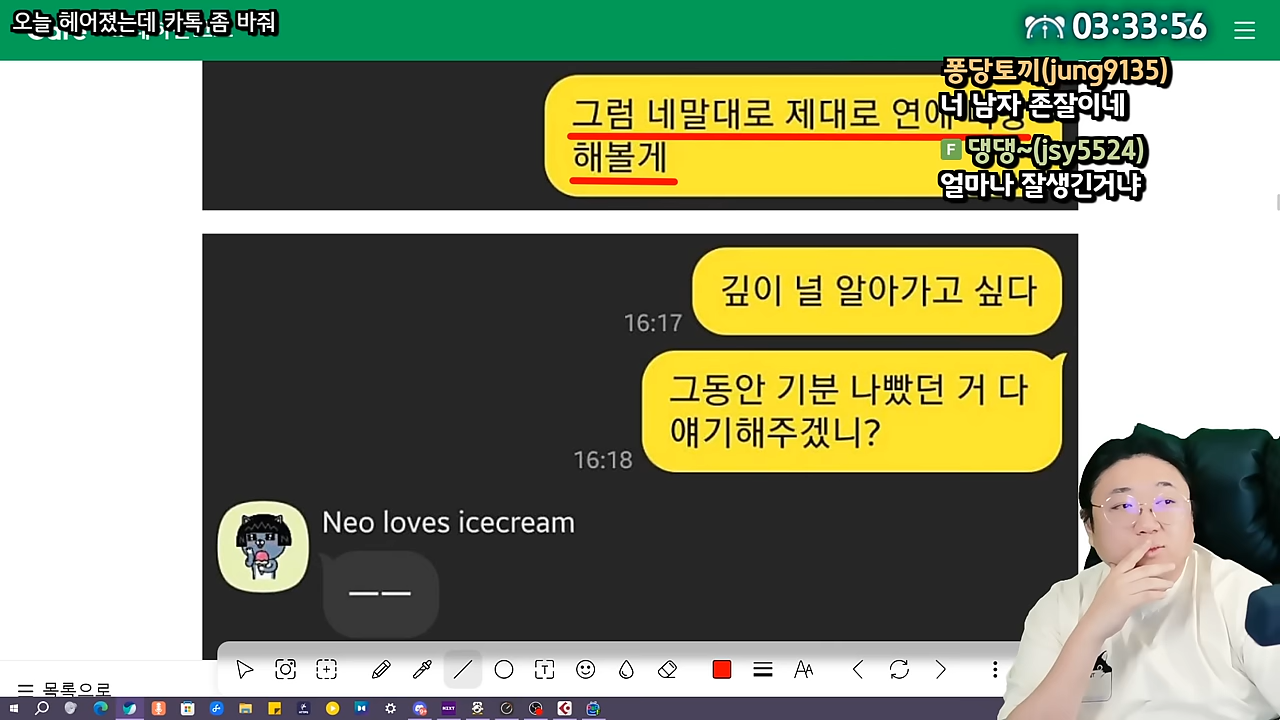 오늘 헤어졌는데 카톡 좀 바줘
03:33:56
퐁당토끼(jung9135)
너 남자 존잘이네
F 댕댕~(jsy5524)
얼마나 잘생긴거냐
그럼 네말대로 제대로 연애
해볼게
깊이 널 알아가고 싶다
16:17
그동안 기분 나빴던 거 다
얘기해주겠니?
16:18
Neo loves icecream
ㅡㅡ
목록으로